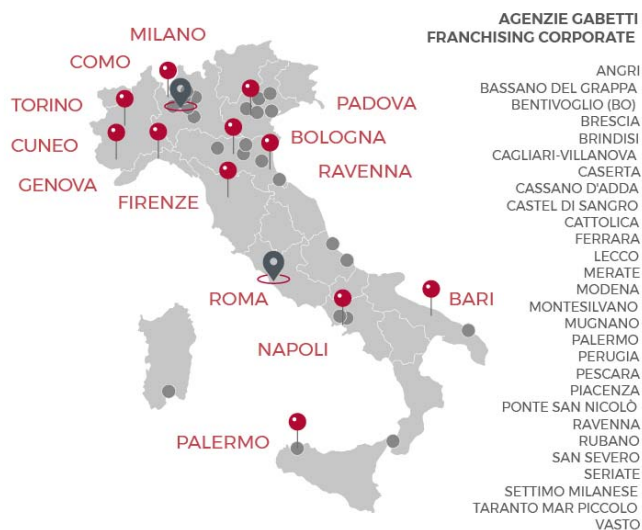 MILANO
COMO
TORINO
CUNEO
GENOVA
FIRENZE
PADOVA
BOLOGNA
RAVENNA
ROMA
BARI
NAPOLI
PALERMO
AGENZIE GABETTI
FRANCHISING CORPORATE
ANGRI
BASSANO DEL GRAPPA
BENTIVOGLIO (BO)
BRESCIA
BRINDISI
CAGLIARI-VILLANOVA
CASERTA
CASSANO D'ADDA
CASTEL DI SANGRO
CATTOLICA
FERRARA
LECCO
MERATE
MODENA
MONTESILVANO
MUGNANO
PALERMO
PERUGIA
PESCARA
PIACENZA
PONTE SAN NICOLÒ
RAVENNA
RUBANO
SAN SEVERO
SERIATE
SETTIMO MILANESE
TARANTO MAR PICCOLO
VASTO